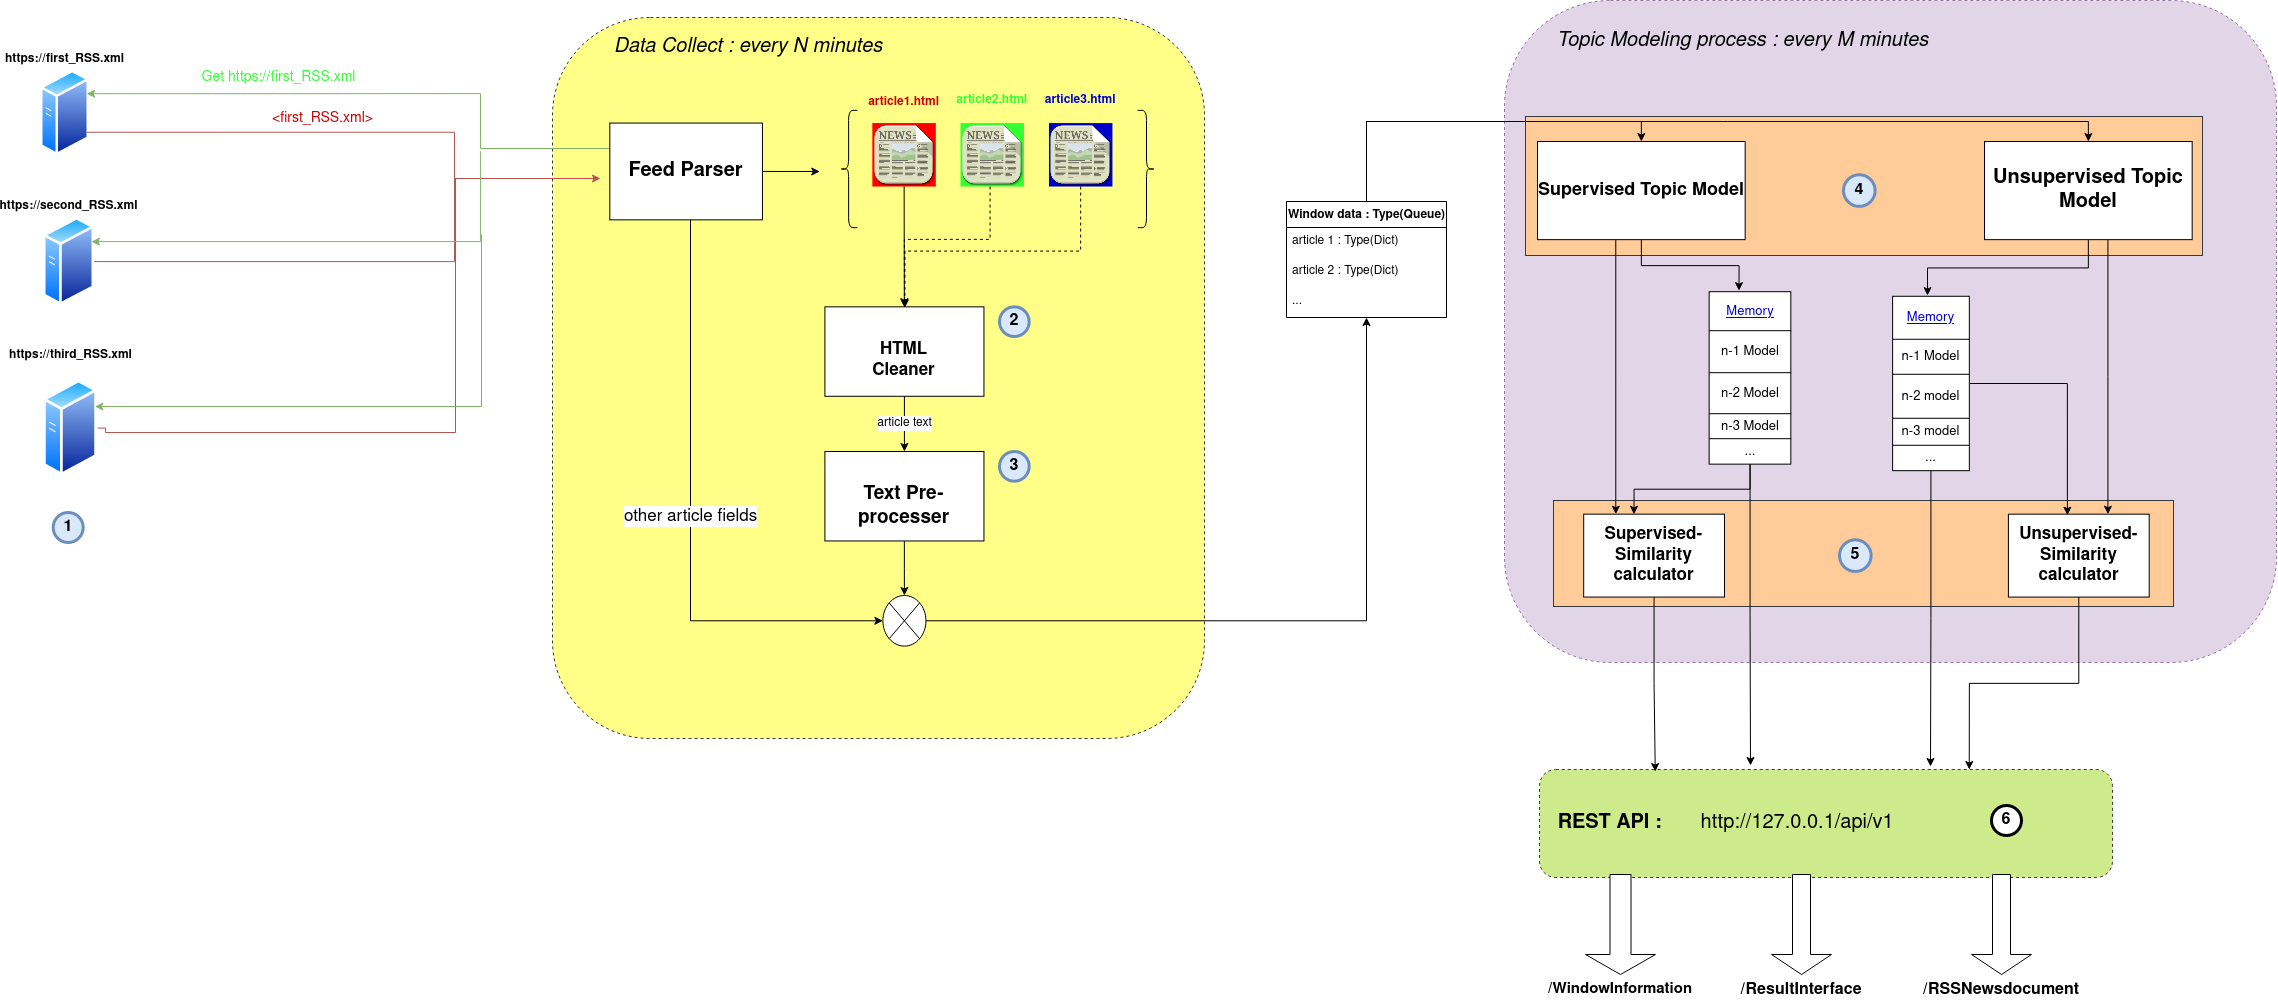 https://first_RSS.xml
Get https://first_RSS.xml
<first_RSS.xml>
https://second_RSS.xml
https://third_RSS.xml
1
Data Collect : every N minutes
Feed Parser
article1.html
article2.html
article3.html
NEWS
NEWS
NEWS
HTML
Cleaner
2
article text
Text Pre-
processer
3
other article fields
Window data : Type(Queue)
article 1 : Type(Dict)
article 2 : Type(Dict)
...
Topic Modeling process : every M minutes
Supervised Topic Model
4
Unsupervised Topic
Model
Memory
n-1 Model
n-2 Model
n-3 Model
...
Memory
n-1 Model
n-2 model
n-3 model
...
Supervised-
Similarity
calculator
5
Unsupervised-
Similarity
calculator
REST API :
http://127.0.0.1/api/v1
6
/WindowInformation
/ResultInterface
/RSSNewsdocument